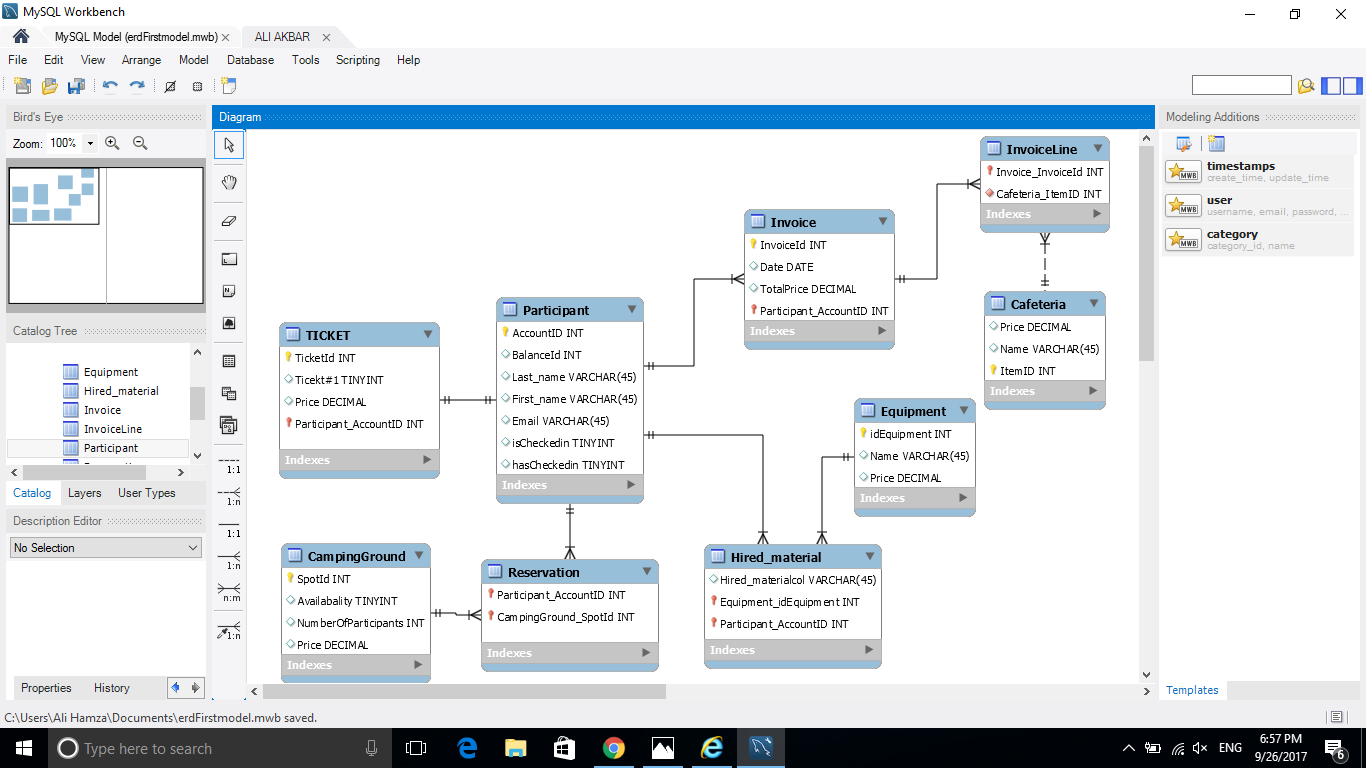 MySQL Workbench
MySQL Model (erdFirstmodel.mwb) ×
ALI AKBAR ×
File Edit View Arrange Model Database Tools Scripting Help
Bird's Eye
Zoom: 100%
Catalog Tree
Equipment
Hired_material
Invoice
InvoiceLine
Participant
Catalog Layers User Types
Description Editor
No Selection
Properties History
Diagram
1:1
1:n
1:1
1:n
n:m
1:n
TICKET
TicketId INT
Ticekt#1 TINYINT
Price DECIMAL
Participant_AccountID INT
Indexes
Participant
AccountID INT
BalanceId INT
Last_name VARCHAR(45)
First_name VARCHAR(45)
Email VARCHAR(45)
isCheckedin TINYINT
hasCheckedin TINYINT
Indexes
Invoice
InvoiceId INT
Date DATE
TotalPrice DECIMAL
Participant_AccountID INT
Indexes
InvoiceLine
Invoice_InvoiceId INT
Cafeteria_ItemID INT
Indexes
Cafeteria
Price DECIMAL
Name VARCHAR(45)
ItemID INT
Indexes
Equipment
idEquipment INT
Name VARCHAR(45)
Price DECIMAL
Indexes
CampingGround
SpotId INT
Availabality TINYINT
NumberOfParticipants INT
Price DECIMAL
Indexes
Reservation
Participant_AccountID INT
CampingGround_SpotId INT
Indexes
Hired_material
Hired_materialcol VARCHAR(45)
Equipment_idEquipment INT
Participant_AccountID INT
Indexes
Modeling Additions
MWB
timestamps
create_time, update_time
MWB
user
username, email, password, ...
MWB
category
category_id, name
Templates
C:\Users\Ali Hamza\Documents\erdFirstmodel.mwb saved.
Type here to search
ENG
6:57 PM
9/26/2017
6